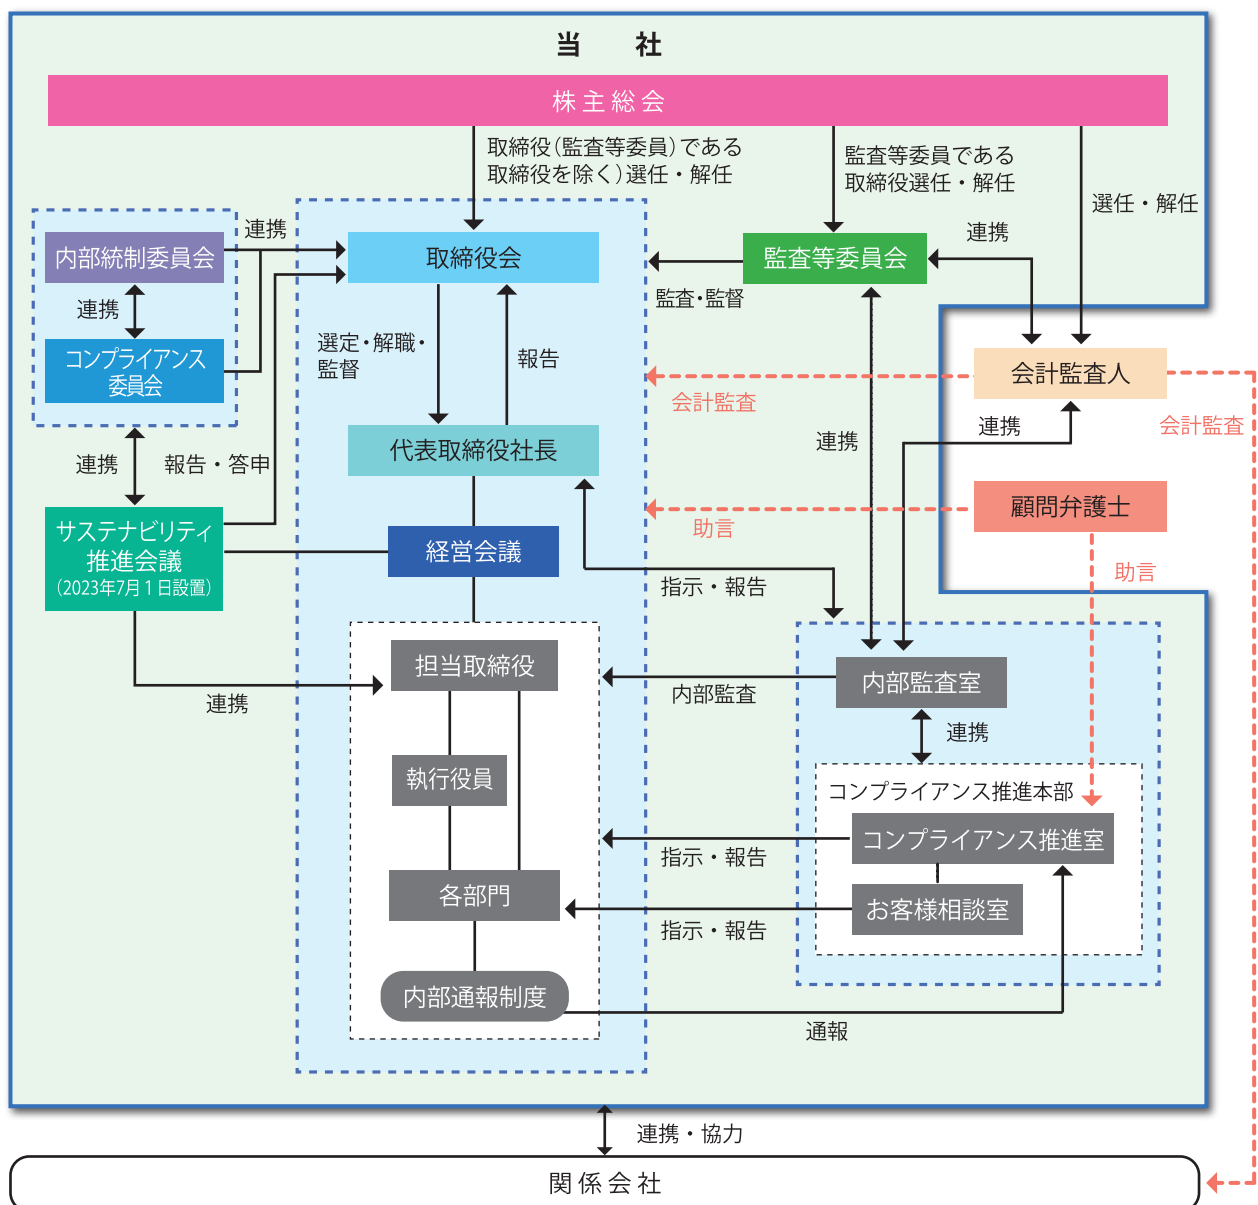 当 社
株主総会
取締役（監査等委員）である
取締役を除く）選任・解任
監査等委員である
取締役選任・解任
選任・解任
内部統制委員会
連携
取締役会
監査等委員会
連携
連携
監査・監督
コンプライアンス
委員会
選定・解職・
監督
報告
会計監査人
会計監査
会計監査
連携
報告・答申
代表取締役社長
連携
連携
サステナビリティ
推進会議
（2023年7月1日設置）
経営会議
助言
顧問弁護士
助言
指示・報告
担当取締役
連携
内部監査
内部監査室
連携
執行役員
コンプライアンス推進本部
コンプライアンス推進室
指示・報告
各部門
お客様相談室
指示・報告
内部通報制度
通報
連携・協力
関係会社